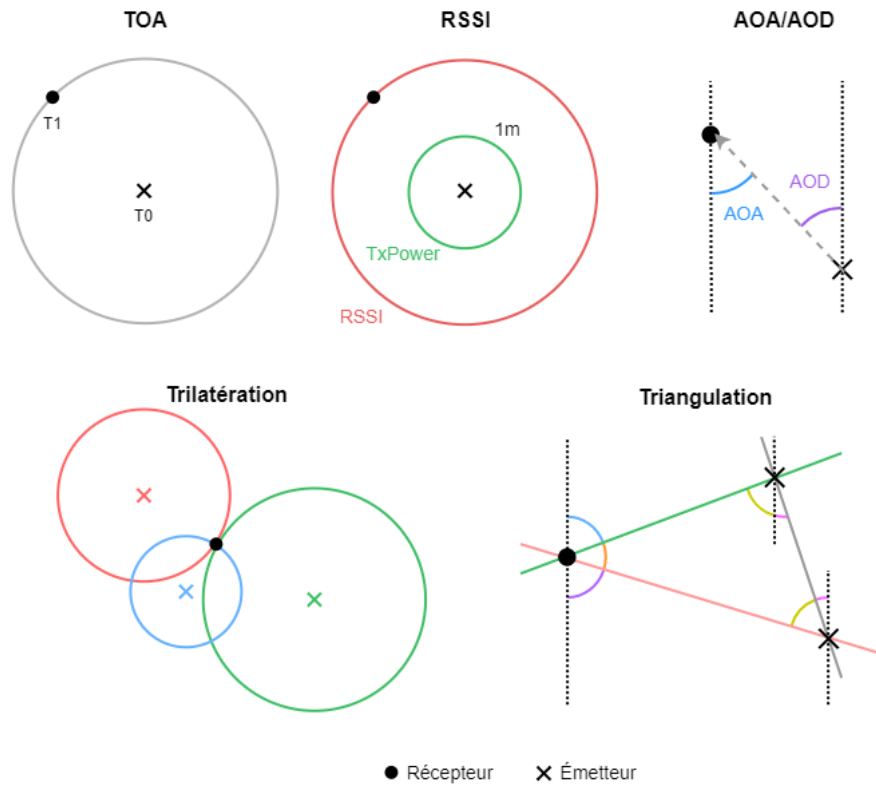 TOA
RSSI
AOA/AOD
T1
T0
1m
TxPower
RSSI
AOD
AOA
Trilatération
Triangulation
Récepteur
Émetteur